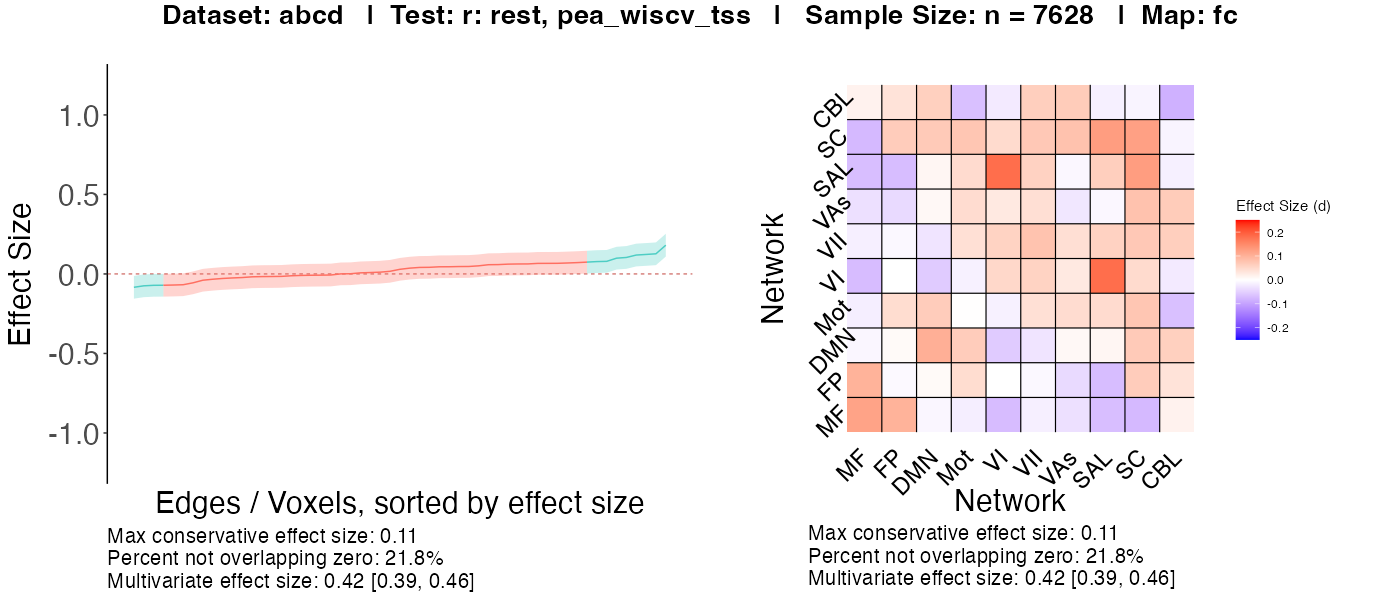 Dataset: abcd | Test: r: rest, pea_wiscv_tss | Sample Size: n = 7628 | Map: fc
Effect Size
1.0
0.5
0.0
-0.5
-1.0
Edges / Voxels, sorted by effect size
Max conservative effect size: 0.11
Percent not overlapping zero: 21.8%
Multivariate effect size: 0.42 [0.39, 0.46]
Network
CBL
SC
SAL
VAs
VII
VI
Mot
DMN
FP
MF
MF FP DMN Mot VI VII VAs SAL SC CBL
Network
Max conservative effect size: 0.11
Percent not overlapping zero: 21.8%
Multivariate effect size: 0.42 [0.39, 0.46]
Effect Size (d)
0.2
0.1
0.0
-0.1
-0.2